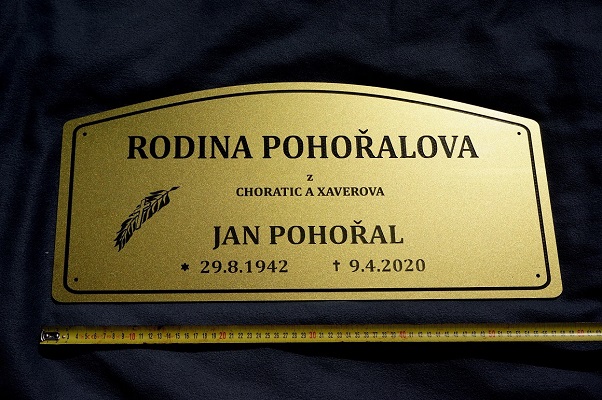 RODINA POHOŘALOVA
z
CHORATIC A XAVEROVA
JAN POHOŘAL
* 29.8.1942 † 9.4.2020